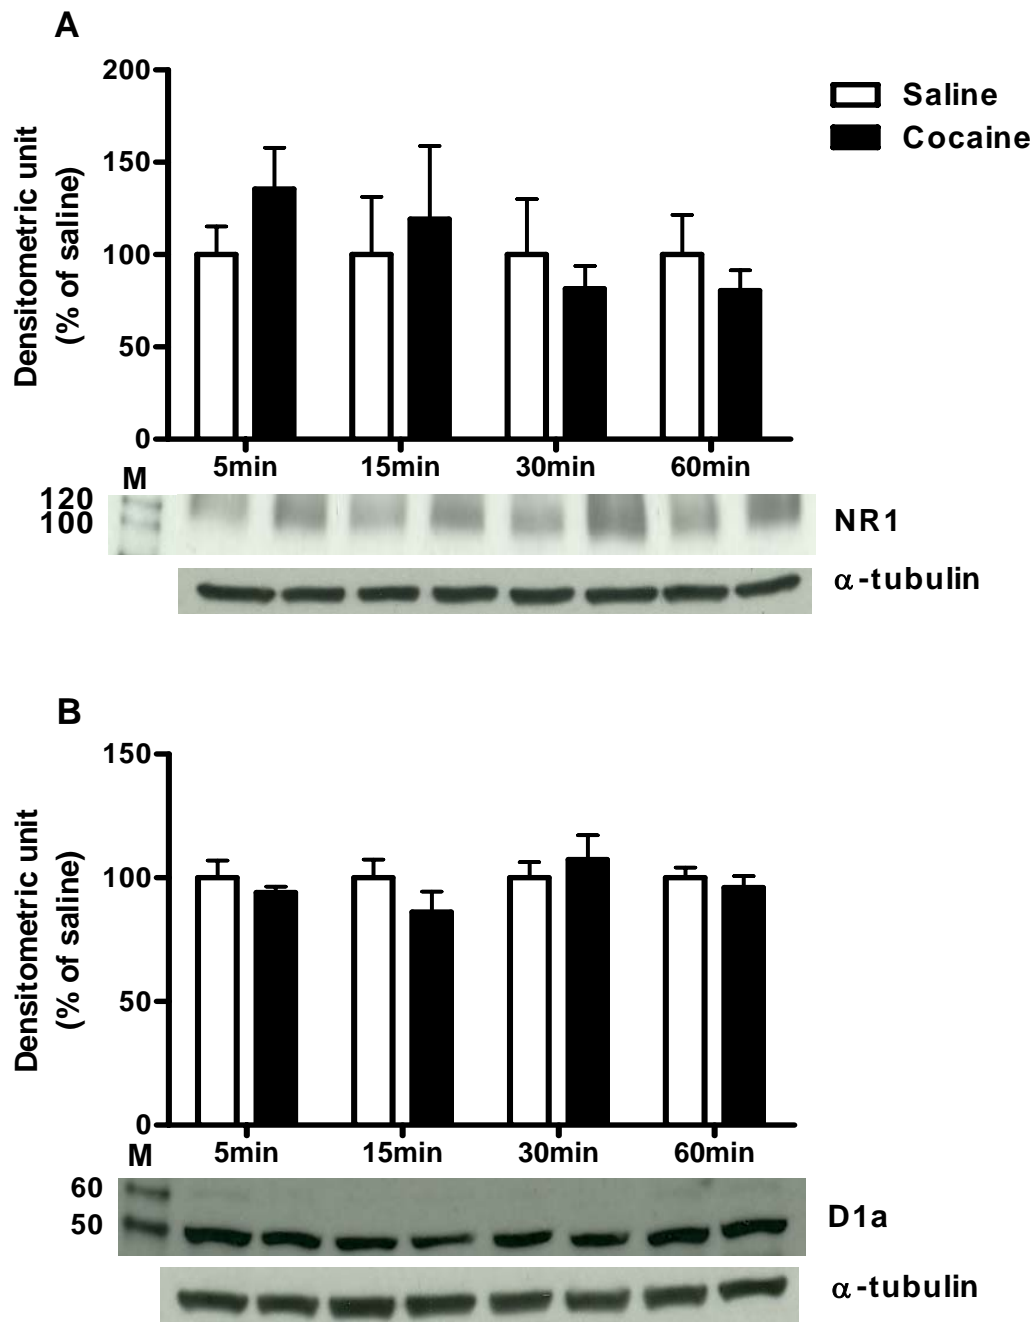 A
200
150
100
50
0
Densitometric unit
(% of saline)
Saline
Cocaine
5min 15min 30min 60min
M
120
100
NR1
α-tubulin
B
150
100
50
0
Densitometric unit
(% of saline)
5min 15min 30min 60min
M
60
50
D1a
α-tubulin